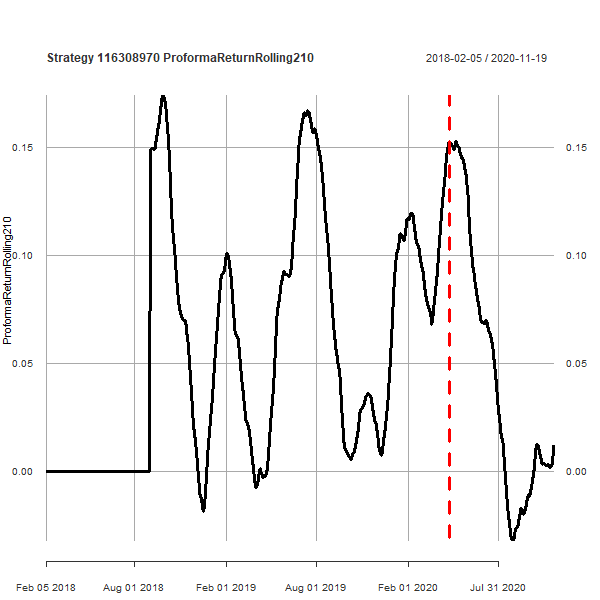 Strategy 116308970 ProformaReturnRolling210
2018-02-05 / 2020-11-19
ProformaReturnRolling210
0.15 0.15
0.10 0.10
0.05 0.05
0.00 0.00
Feb 05 2018 Aug 01 2018 Feb 01 2019 Aug 01 2019 Feb 01 2020 Jul 31 2020